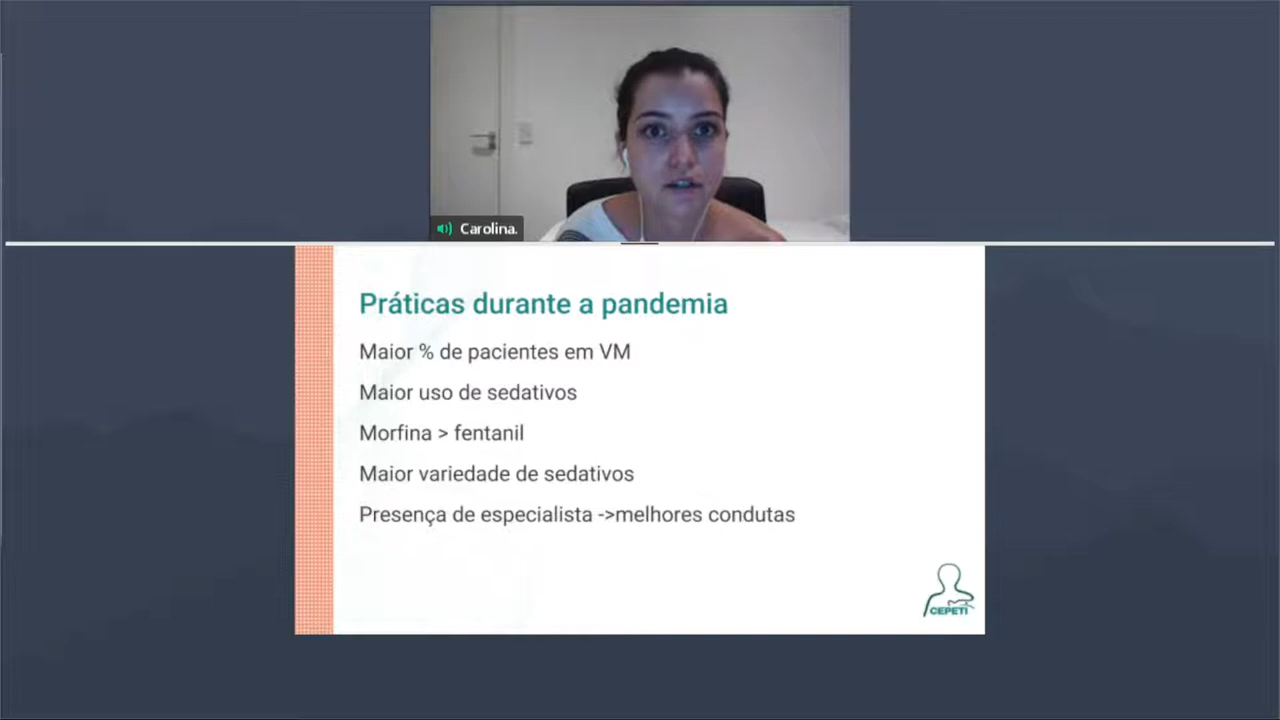 Carolina.
Práticas durante a pandemia
Maior % de pacientes em VM
Maior uso de sedativos
Morfina > fentanil
Maior variedade de sedativos
Presença de especialista ->melhores condutas
CEPETI